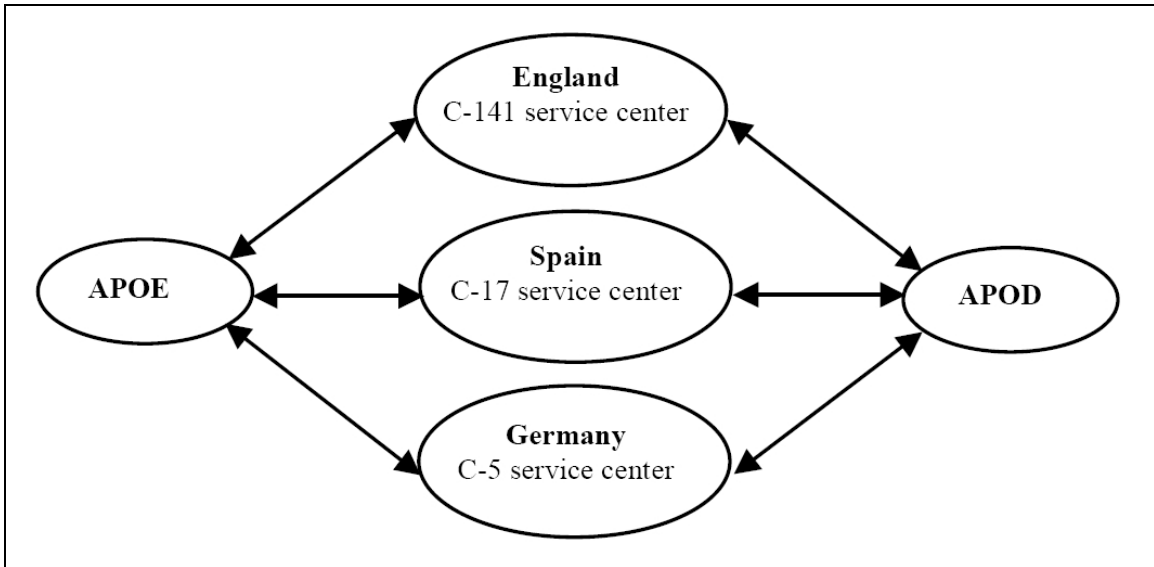 England
C-141 service center
Spain
C-17 service center
APOE
APOD
Germany
C-5 service center